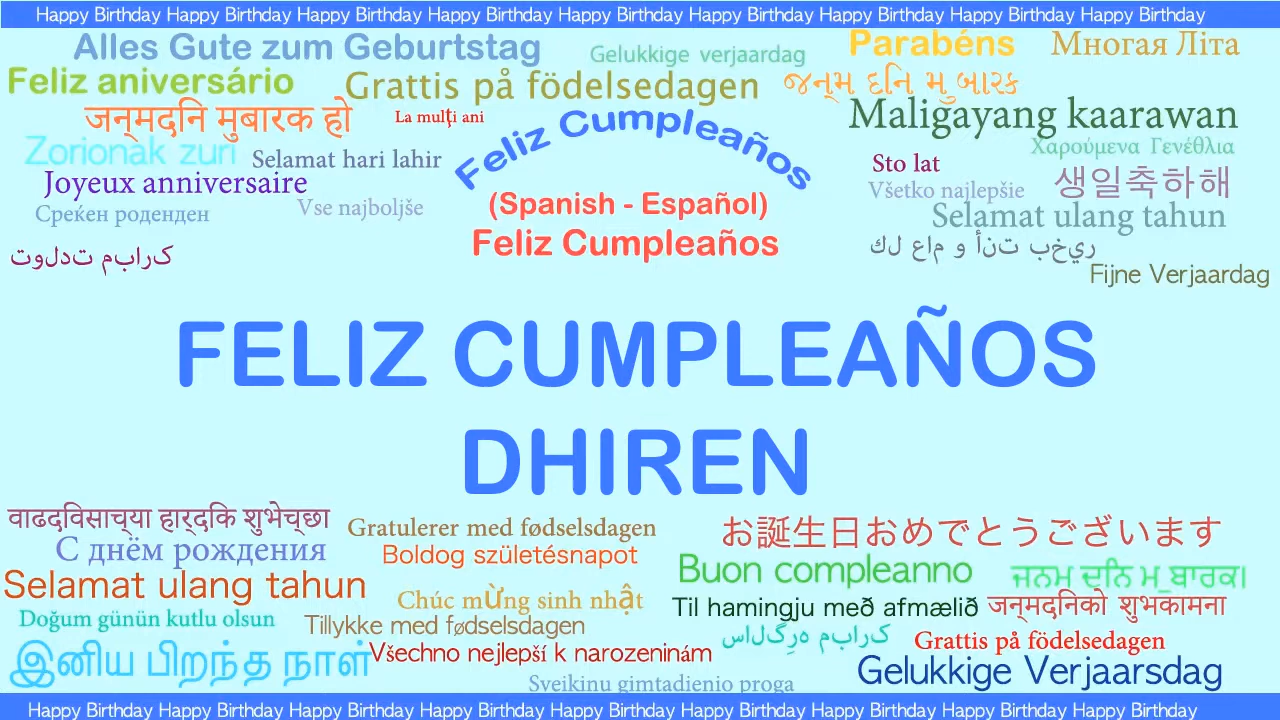 Happy Birthday Happy Birthday Happy Birthday Happy Birthday Happy Birthday Happy Birthday Happy Birthday Happy Birthday Happy Birthday
Alles Gute zum Geburtstag
Gelukkige verjaardag
Parabéns
Многая Літа
Feliz aniversário
Grattis på födelsedagen
જન્મ દિન મુબારક
जन्मदिन मुबारक हो
La mulţi ani
Feliz Cumpleaños
Maligayang kaarawan
Zorionak zuri
Selamat hari lahir
Χαρούμενα Γενέθλια
Sto lat
Joyeux anniversaire
(Spanish - Español)
Všetko najlepšie
생일축하해
Среќен роденден
Vse najboljše
Selamat ulang tahun
Feliz Cumpleaños
تولدت مبارک
كل عام و أنت بخير
Fijne Verjaardag
FELIZ CUMPLEAÑOS
DHIREN
वाढदिवसाच्या हार्दिक शुभेच्छा
Gratulerer med fødselsdagen
お誕生日おめでとうございます
С днём рождения
Boldog születésnapot
Buon compleanno
ਜਨਮ ਦਿਨ ਮੁਬਾਰਕ।
Selamat ulang tahun
Chúc mừng sinh nhật
Til hamingju með afmælið
जन्मदिनको शुभकामना
Doğum günün kutlu olsun
Tillykke med fødselsdagen
سالگرہ مبارک
Grattis på födelsedagen
இனிய பிறந்த நாள்
Všechno nejlepší k narozeninám
Gelukkige Verjaarsdag
Sveikinu gimtadienio proga
Happy Birthday Happy Birthday Happy Birthday Happy Birthday Happy Birthday Happy Birthday Happy Birthday Happy Birthday Happy Birthday